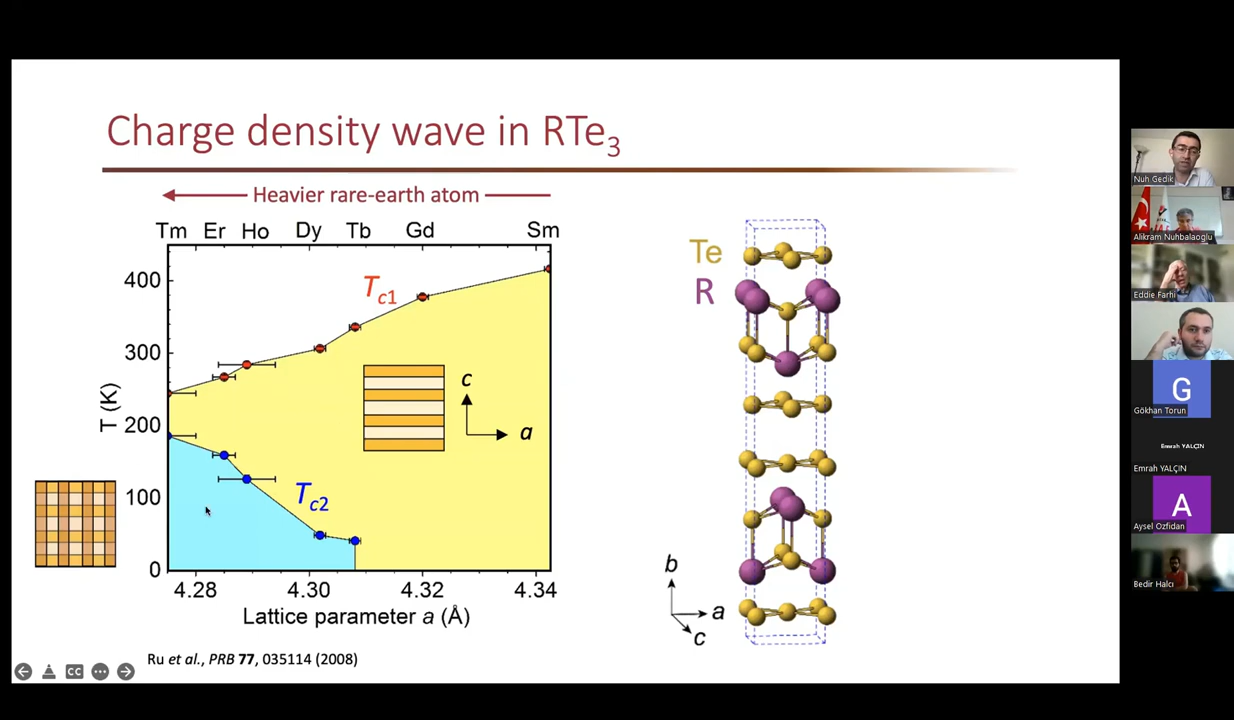 Charge density wave in RTe3
Heavier rare-earth atom
Tm Er Ho Dy Tb Gd Sm
400
300
200
100
0
T (K)
Tc1
Tc2
c
a
4.28 4.30 4.32 4.34
Lattice parameter a (Å)
Ru et al., PRB 77, 035114 (2008)
Te
R
b
a
c
CC
Nuh Gedik
Alikram Nuhbalaoglu
Eddie Farhi
G
Gökhan Torun
Emrah YALÇIN
Emrah YALÇIN
A
Aysel Ozfidan
Bedir Halcı